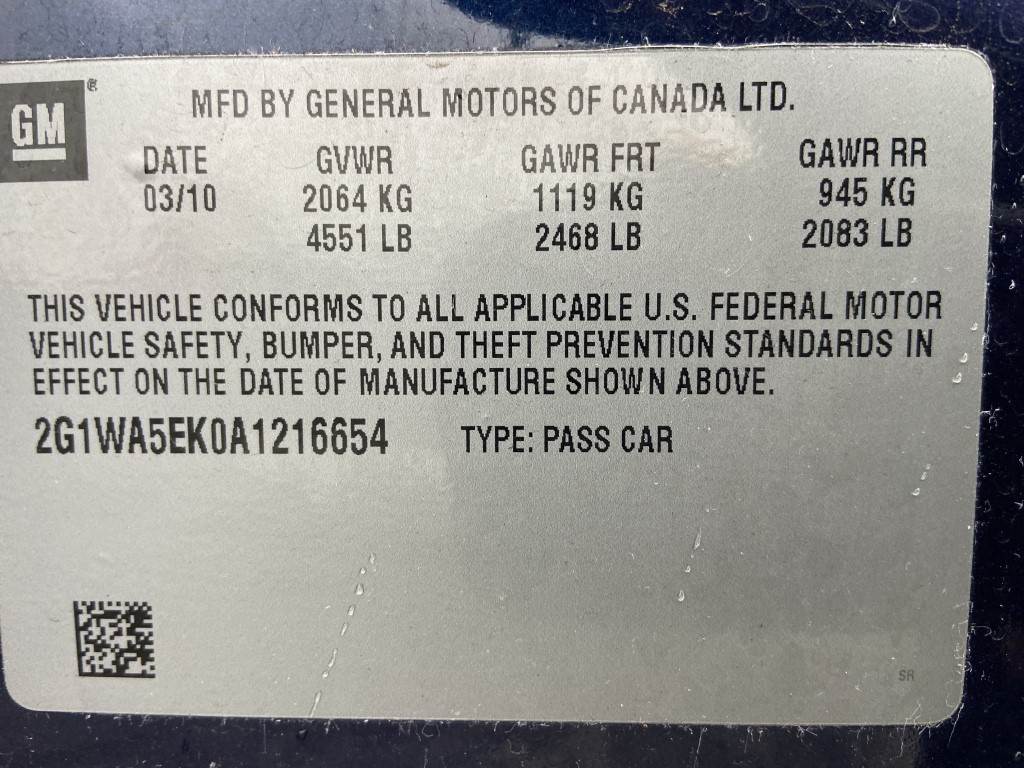 GM ®
MFD BY GENERAL MOTORS OF CANADA LTD.
DATE GVWR GAWR FRT GAWR RR
03/10 2064 KG 1119 KG 945 KG
4551 LB 2468 LB 2083 LB
THIS VEHICLE CONFORMS TO ALL APPLICABLE U.S. FEDERAL MOTOR
VEHICLE SAFETY, BUMPER, AND THEFT PREVENTION STANDARDS IN
EFFECT ON THE DATE OF MANUFACTURE SHOWN ABOVE.
2G1WA5EK0A1216654 TYPE: PASS CAR
SR